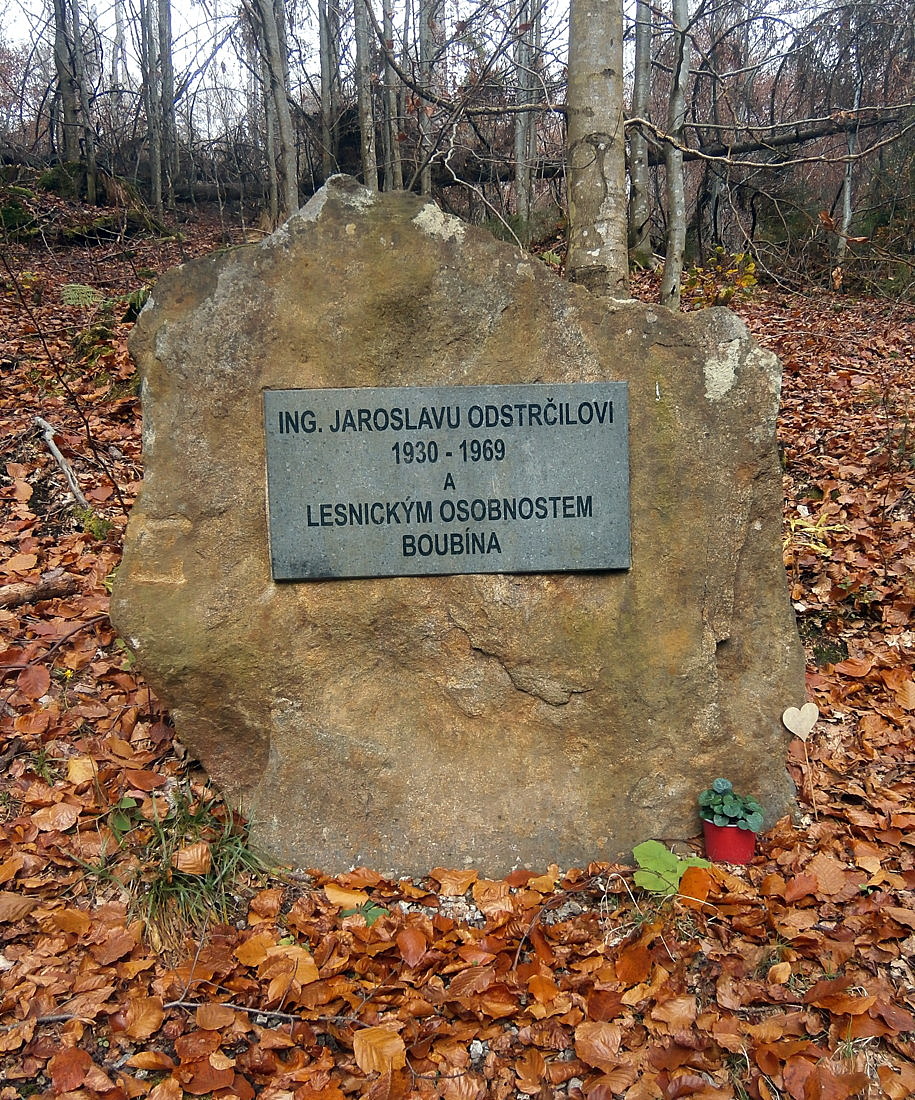 ING. JAROSLAVU ODSTRČILOVI
1930 - 1969
A
LESNICKÝM OSOBNOSTEM
BOUBÍNA